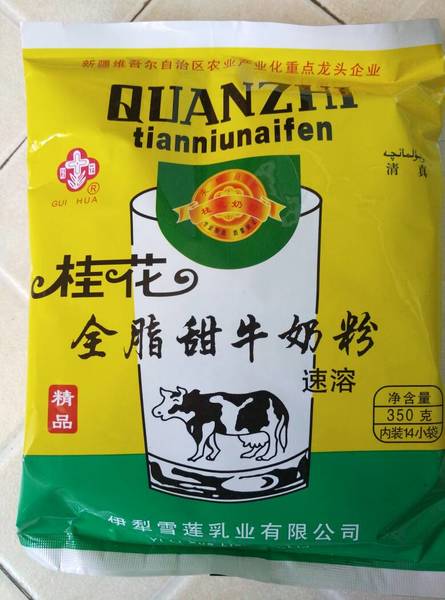 新疆维吾尔自治区农业产业化重点龙头企业
QUANZHI
tianniunaifen
مۇسۇلمانچە
清真
GUI HUA ®
桂花
全脂甜牛奶粉
速溶
精品
净含量
350 克
内装14小袋
伊犁雪莲乳业有限公司